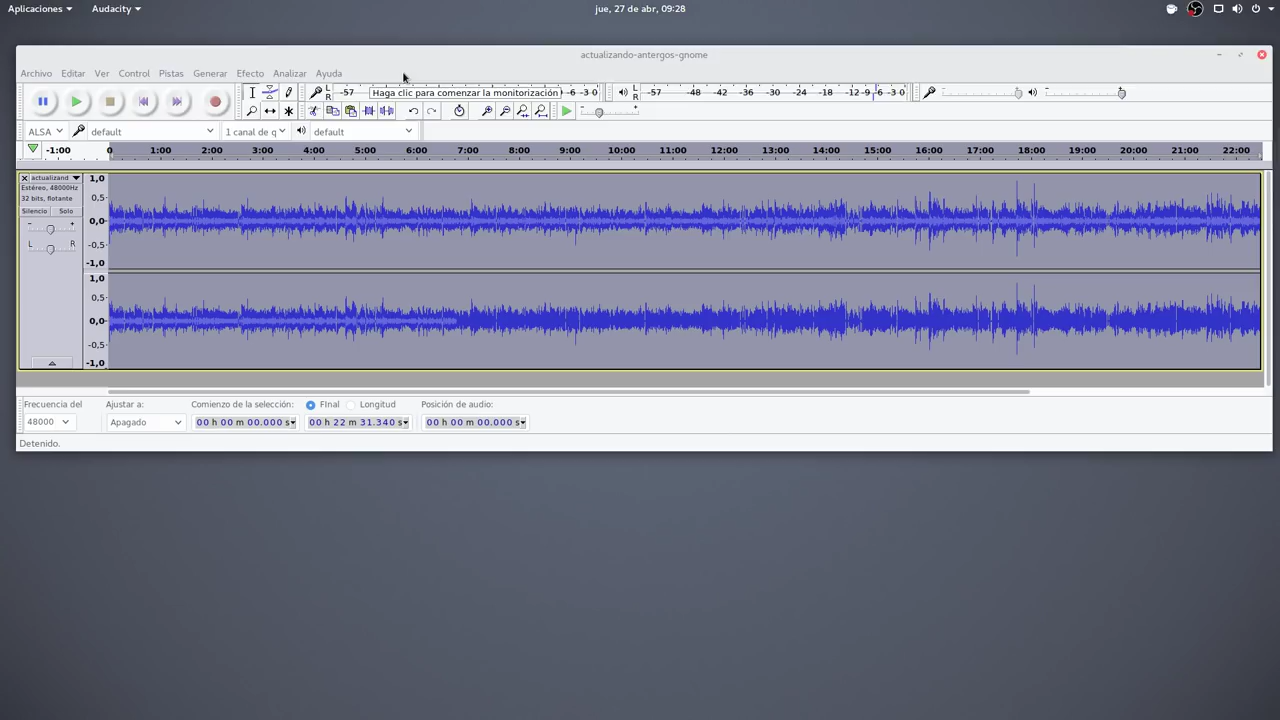 Aplicaciones Audacity jue, 27 de abr, 09:28
actualizando-antergos-gnome
Archivo Editar Ver Control Pistas Generar Efecto Analizar Ayuda
L -57 Haga clic para comenzar la monitorización -6 -3 0 L -57 -48 -42 -36 -30 -24 -18 -12 -9 -6 -3 0
R R
- +
ALSA default 1 canal de q default
-1:00 0 1:00 2:00 3:00 4:00 5:00 6:00 7:00 8:00 9:00 10:00 11:00 12:00 13:00 14:00 15:00 16:00 17:00 18:00 19:00 20:00 21:00 22:00
actualizand 1,0
Estéreo, 48000Hz
32 bits, flotante 0,5
Silencio Solo
- + 0,0
L R -0,5
-1,0
1,0
0,5
0,0
-0,5
-1,0
Frecuencia del Ajustar a: Comienzo de la selección: FInal Longitud Posición de audio:
48000 Apagado 00 h 00 m 00.000 s 00 h 22 m 31.340 s 00 h 00 m 00.000 s
Detenido.